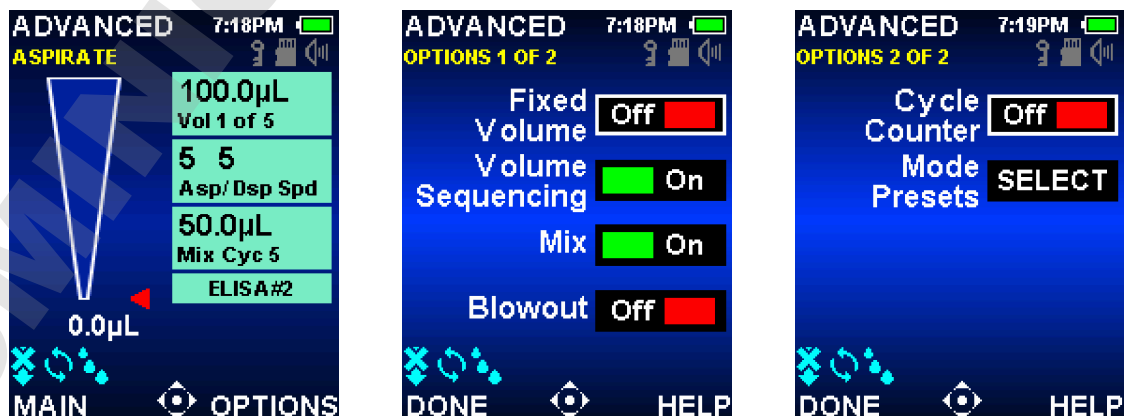 ADVANCED 7:18PM
ASPIRATE
100.0µL
Vol 1 of 5
5 5
Asp/Dsp Spd
50.0µL
Mix Cyc 5
ELISA#2
0.0µL
MAIN OPTIONS
ADVANCED 7:18PM
OPTIONS 1 OF 2
Fixed
Volume Off
Volume
Sequencing On
Mix On
Blowout Off
DONE HELP
ADVANCED 7:19PM
OPTIONS 2 OF 2
Cycle
Counter Off
Mode
Presets SELECT
DONE HELP